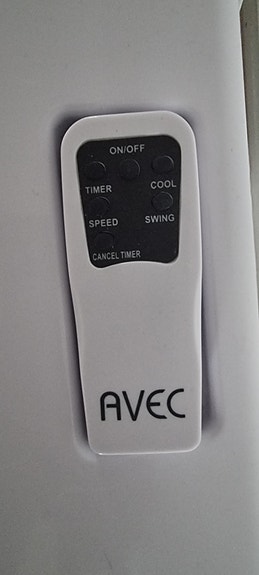 ON/OFF
TIMER COOL
SPEED SWING
CANCEL TIMER
AVEC